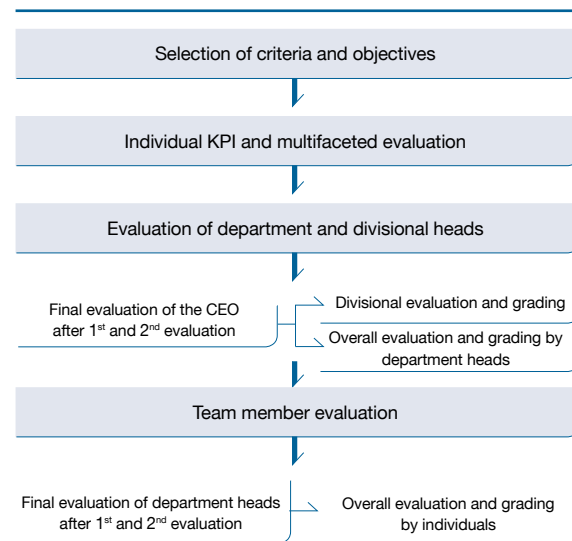 Selection of criteria and objectives
Individual KPI and multifaceted evaluation
Evaluation of department and divisional heads
Final evaluation of the CEO
after 1st and 2nd evaluation
Divisional evaluation and grading
Overall evaluation and grading by
department heads
Team member evaluation
Final evaluation of department heads
after 1st and 2nd evaluation
Overall evaluation and grading
by individuals